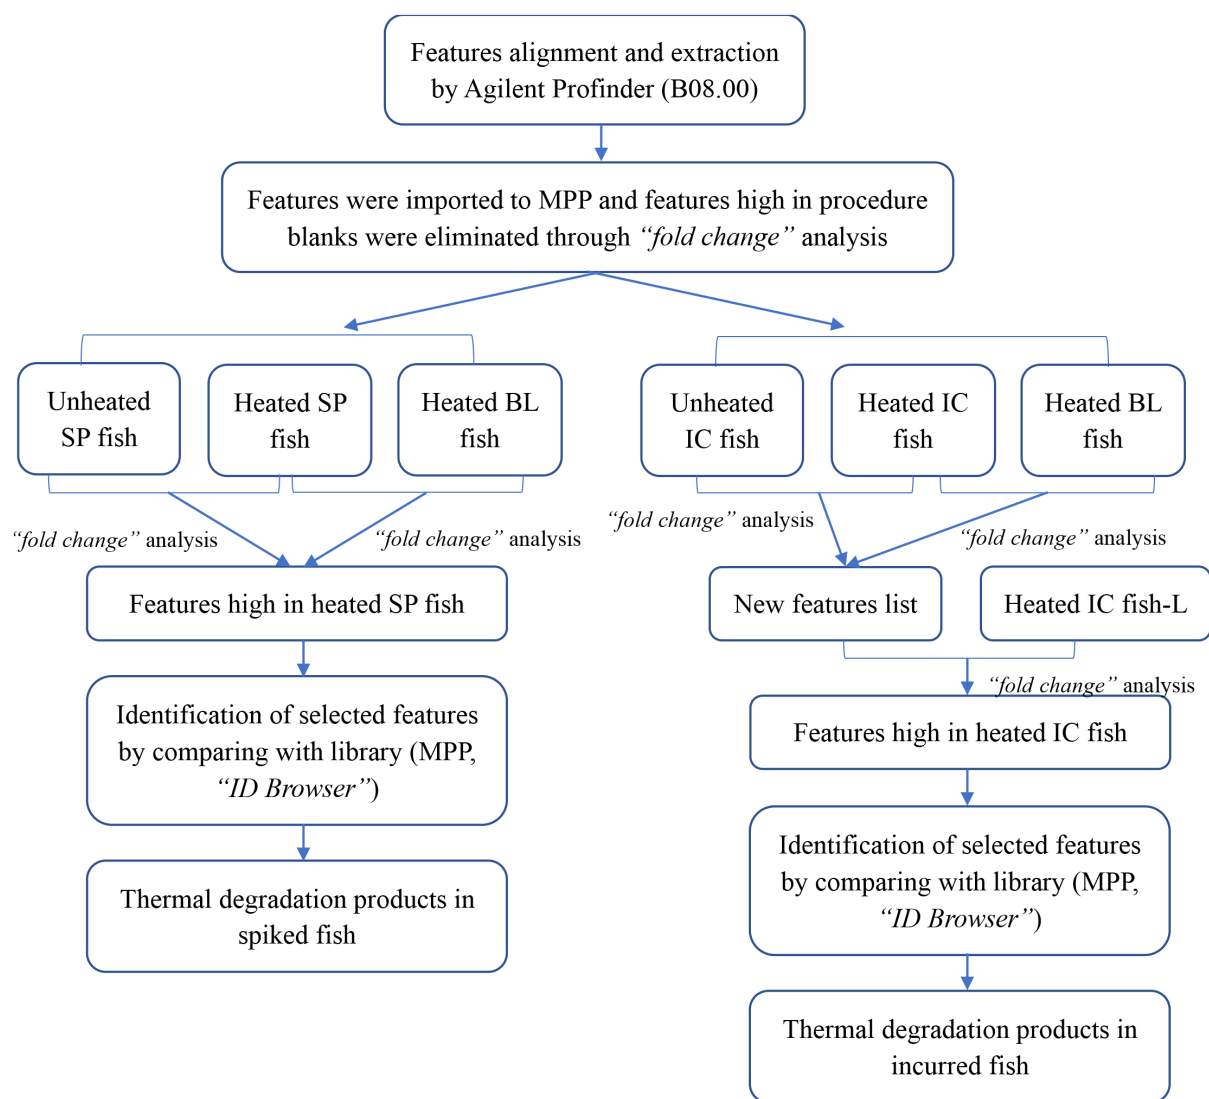 Features alignment and extraction
by Agilent Profinder (B08.00)
Features were imported to MPP and features high in procedure
blanks were eliminated through “fold change” analysis
Unheated
SP fish
Heated SP
fish
Heated BL
fish
Unheated
IC fish
Heated IC
fish
Heated BL
fish
“fold change” analysis
“fold change” analysis
“fold change” analysis
“fold change” analysis
Features high in heated SP fish
New features list
Heated IC fish-L
“fold change” analysis
Identification of selected features
by comparing with library (MPP,
“ID Browser”)
Features high in heated IC fish
Thermal degradation products in
spiked fish
Identification of selected features
by comparing with library (MPP,
“ID Browser”)
Thermal degradation products in
incurred fish